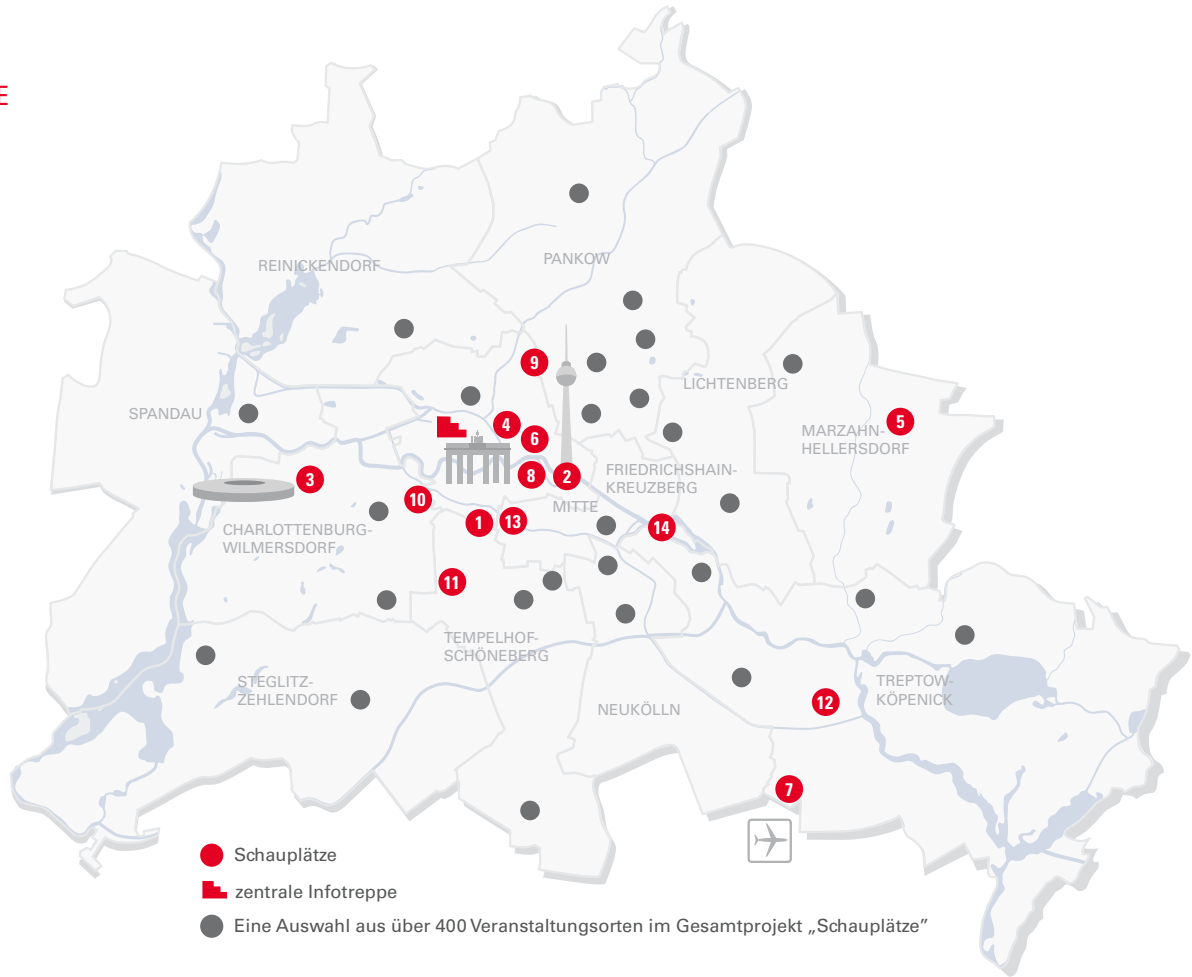 E
REINICKENDORF
PANKOW
9
LICHTENBERG
SPANDAU
4
5
MARZAHN-
HELLERSDORF
6
3
8
2
FRIEDRICHSHAIN-
KREUZBERG
10
MITTE
1
13
14
CHARLOTTENBURG-
WILMERSDORF
11
TEMPELHOF-
SCHÖNEBERG
STEGLITZ-
ZEHLENDORF
NEUKÖLLN
12
TREPTOW-
KÖPENICK
7
Schauplätze
zentrale Infotreppe
Eine Auswahl aus über 400 Veranstaltungsorten im Gesamtprojekt „Schauplätze”